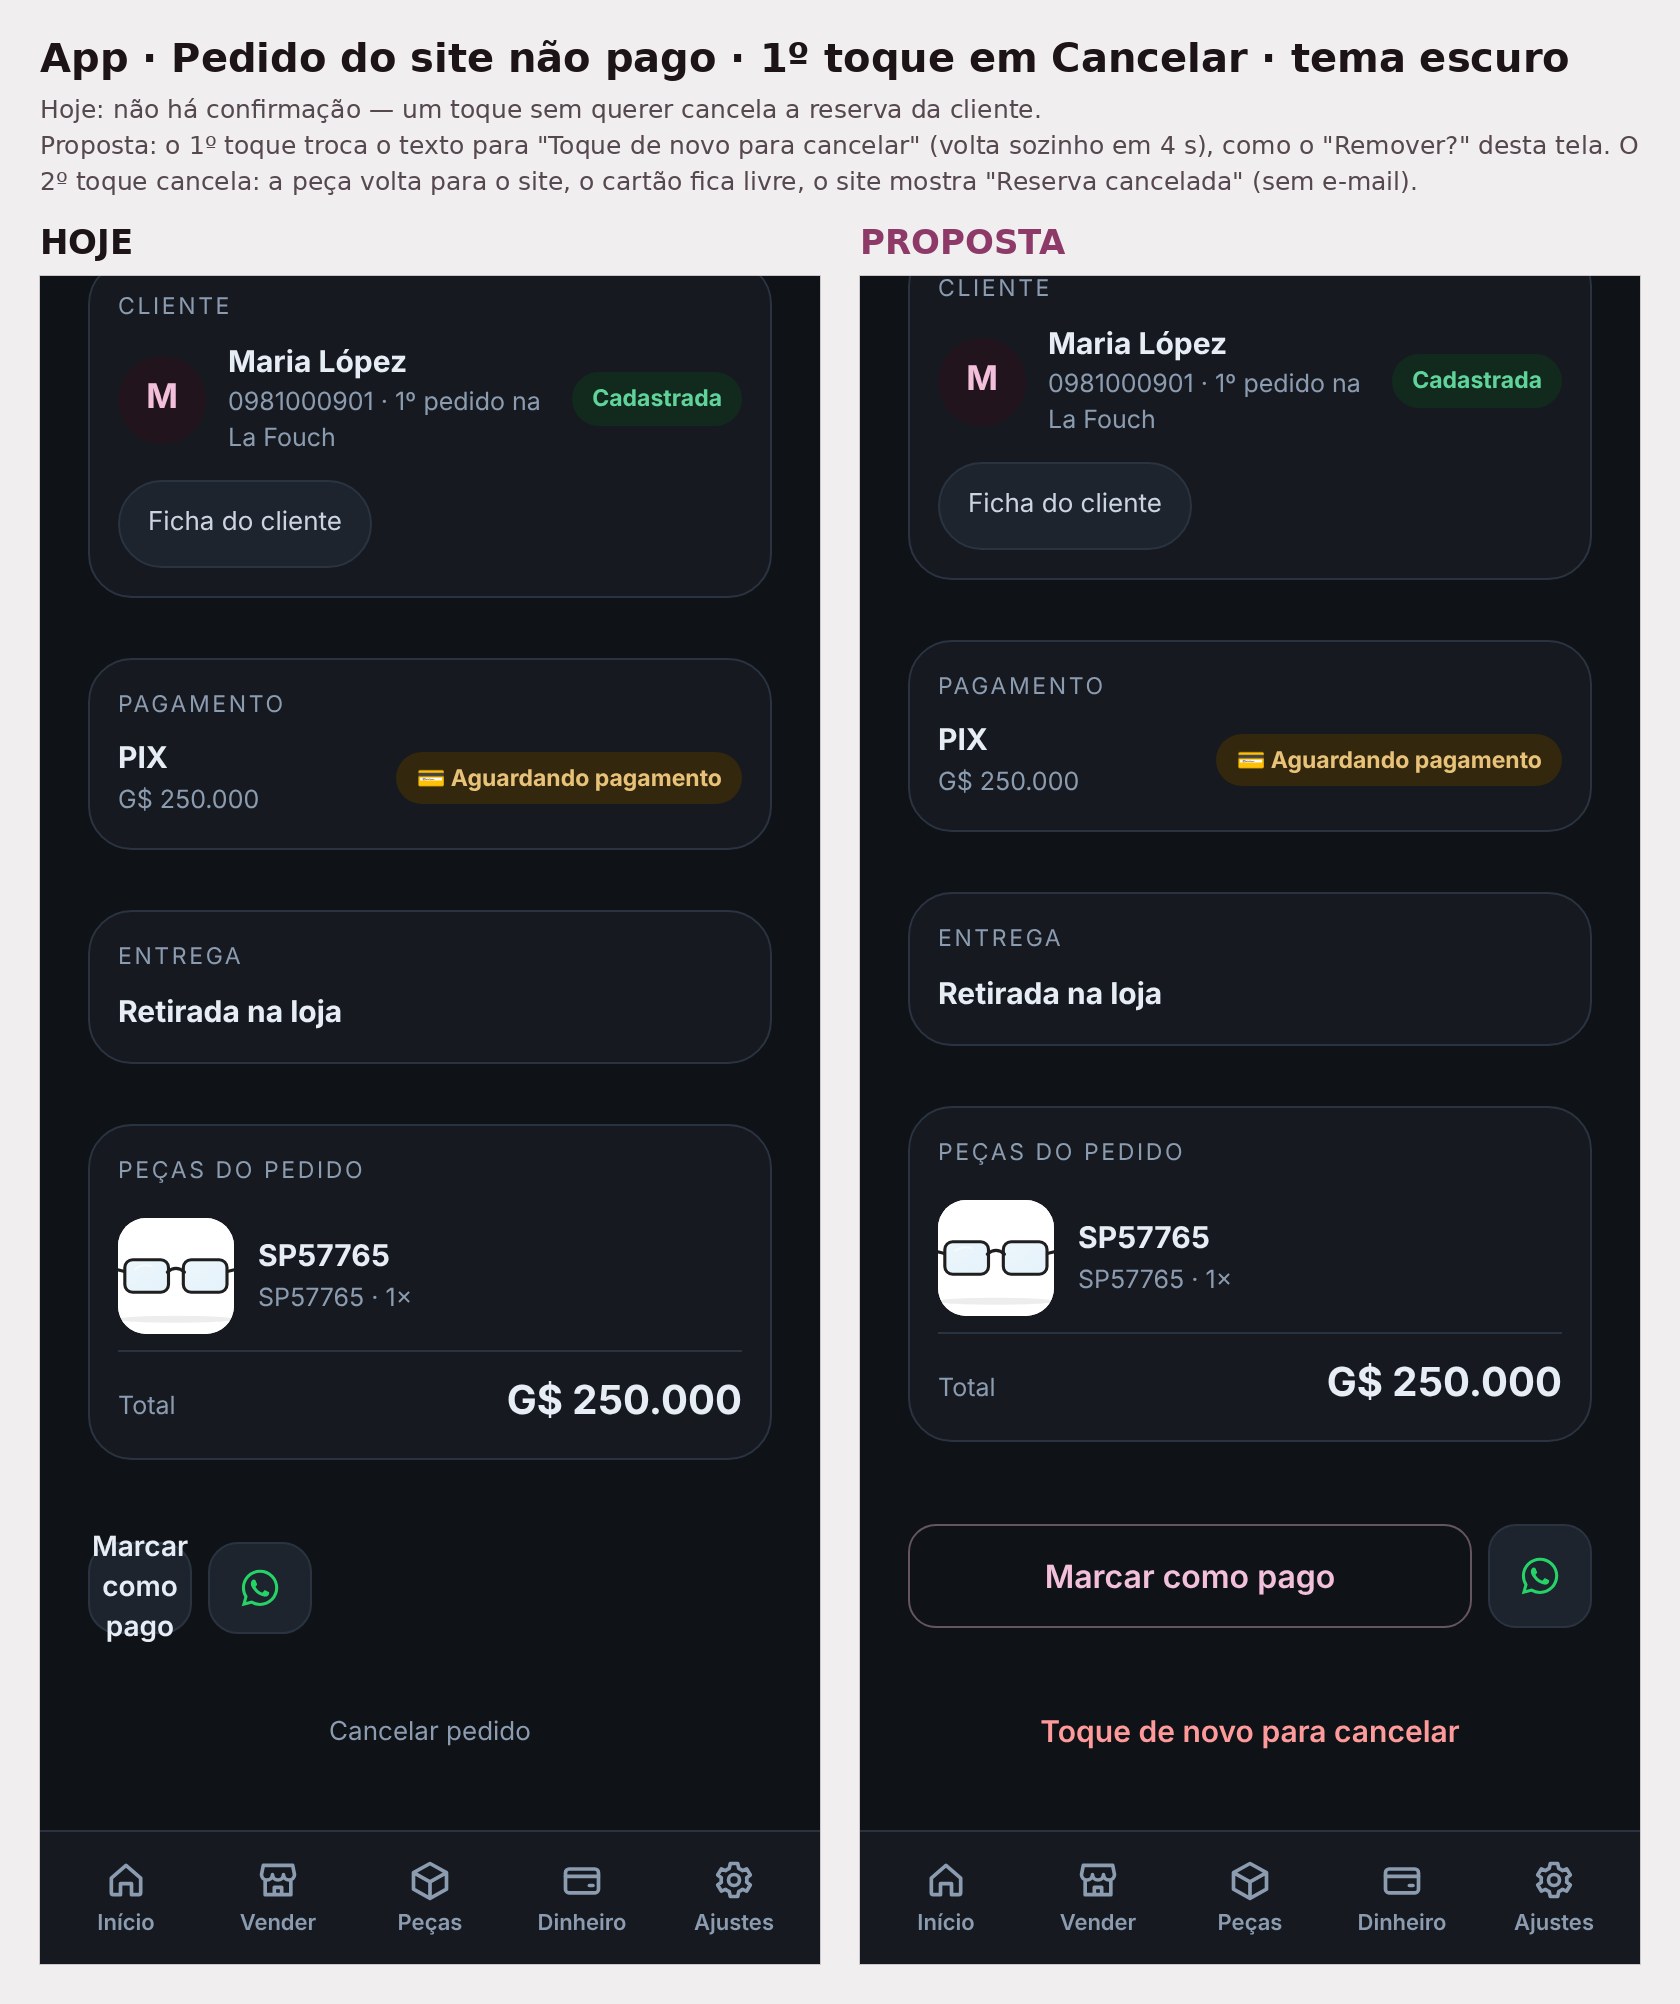 App · Pedido do site não pago · 1º toque em Cancelar · tema escuro
Hoje: não há confirmação — um toque sem querer cancela a reserva da cliente.
Proposta: o 1º toque troca o texto para "Toque de novo para cancelar" (volta sozinho em 4 s), como o "Remover?" desta tela. O
2º toque cancela: a peça volta para o site, o cartão fica livre, o site mostra "Reserva cancelada" (sem e-mail).
HOJE
CLIENTE
M
Maria López
0981000901 · 1º pedido na
La Fouch
Cadastrada
Ficha do cliente
PAGAMENTO
PIX
G$ 250.000
Aguardando pagamento
ENTREGA
Retirada na loja
PEÇAS DO PEDIDO
SP57765
SP57765 · 1×
Total
G$ 250.000
Marcar
como
pago
Cancelar pedido
Início
Vender
Peças
Dinheiro
Ajustes
PROPOSTA
CLIENTE
M
Maria López
0981000901 · 1º pedido na
La Fouch
Cadastrada
Ficha do cliente
PAGAMENTO
PIX
G$ 250.000
Aguardando pagamento
ENTREGA
Retirada na loja
PEÇAS DO PEDIDO
SP57765
SP57765 · 1×
Total
G$ 250.000
Marcar como pago
Toque de novo para cancelar
Início
Vender
Peças
Dinheiro
Ajustes